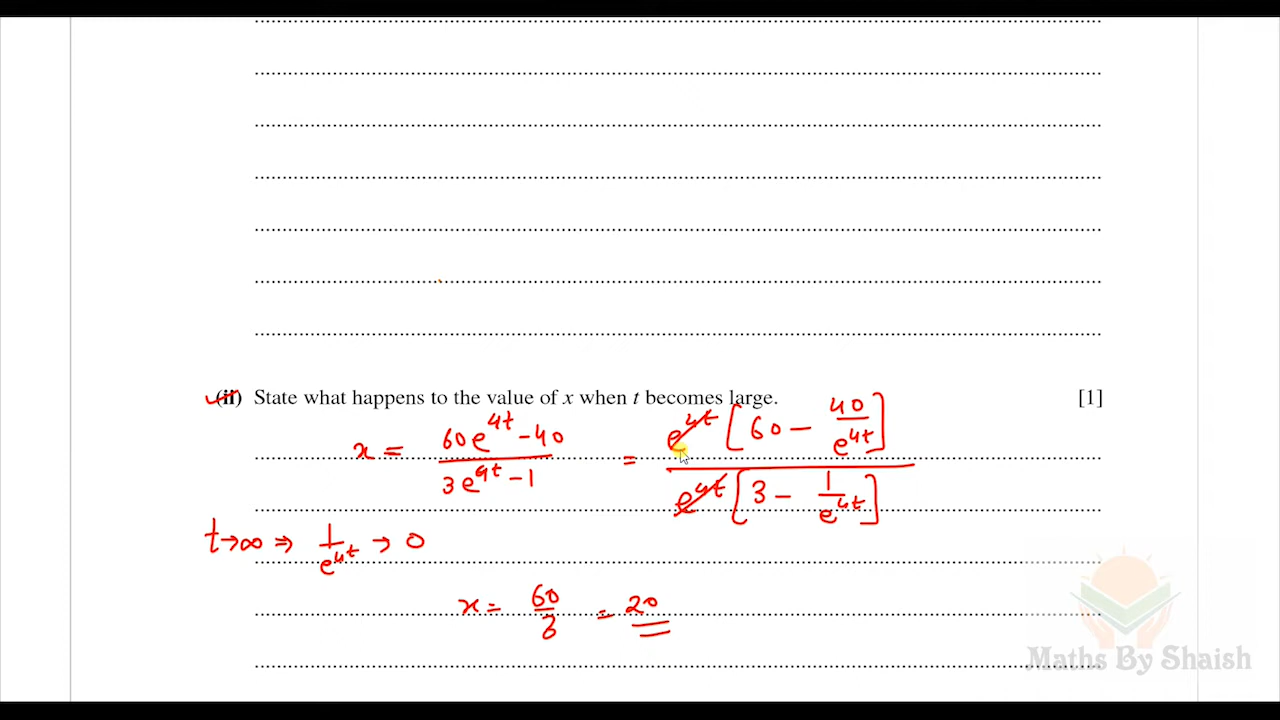 (ii) State what happens to the value of x when t becomes large. [1]
x = (60e^{4t} - 40)/(3e^{4t} - 1) = (e^{4t}[60 - 40/e^{4t}])/(e^{4t}[3 - 1/e^{4t}])
t→∞ ⇒ 1/e^{4t} → 0
x = 60/3 = 20
Maths By Shaish